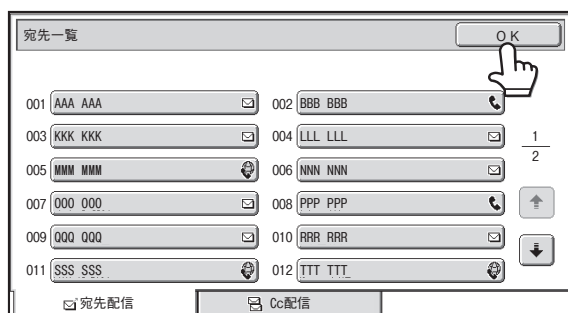 宛先一覧
OK
001 AAA AAA 002 BBB BBB
003 KKK KKK 004 LLL LLL 1
005 MMM MMM 006 NNN NNN 2
007 OOO OOO 008 PPP PPP
009 QQQ QQQ 010 RRR RRR
011 SSS SSS 012 TTT TTT
宛先配信 Cc配信